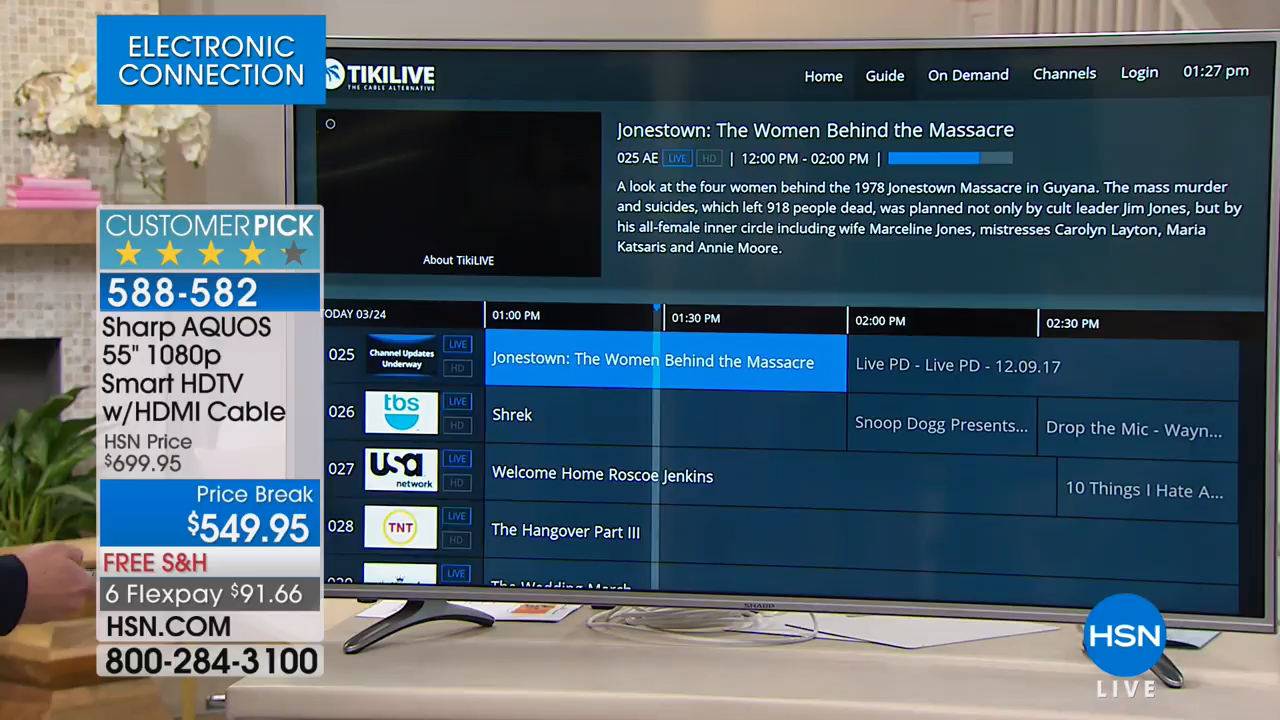 ELECTRONIC
CONNECTION
CUSTOMERPICK
588-582
Sharp AQUOS
55" 1080p
Smart HDTV
w/HDMI Cable
HSN Price
$699.95
Price Break
$549.95
FREE S&H
6 Flexpay $91.66
HSN.COM
800-284-3100
TIKILIVE
THE CABLE ALTERNATIVE
Home Guide On Demand Channels Login 01:27 pm
About TikiLIVE
Jonestown: The Women Behind the Massacre
025 AE LIVE HD | 12:00 PM - 02:00 PM |
A look at the four women behind the 1978 Jonestown Massacre in Guyana. The mass murder
and suicides, which left 918 people dead, was planned not only by cult leader Jim Jones, but by
his all-female inner circle including wife Marceline Jones, mistresses Carolyn Layton, Maria
Katsaris and Annie Moore.
TODAY 03/24 01:00 PM 01:30 PM 02:00 PM 02:30 PM
025 Channel Updates Underway LIVE HD Jonestown: The Women Behind the Massacre Live PD - Live PD - 12.09.17
026 tbs LIVE HD Shrek Snoop Dogg Presents... Drop the Mic - Wayn...
027 usa network LIVE HD Welcome Home Roscoe Jenkins 10 Things I Hate A...
028 TNT LIVE HD The Hangover Part III
029 LIVE The Wedding March
SHARP
HSN
LIVE